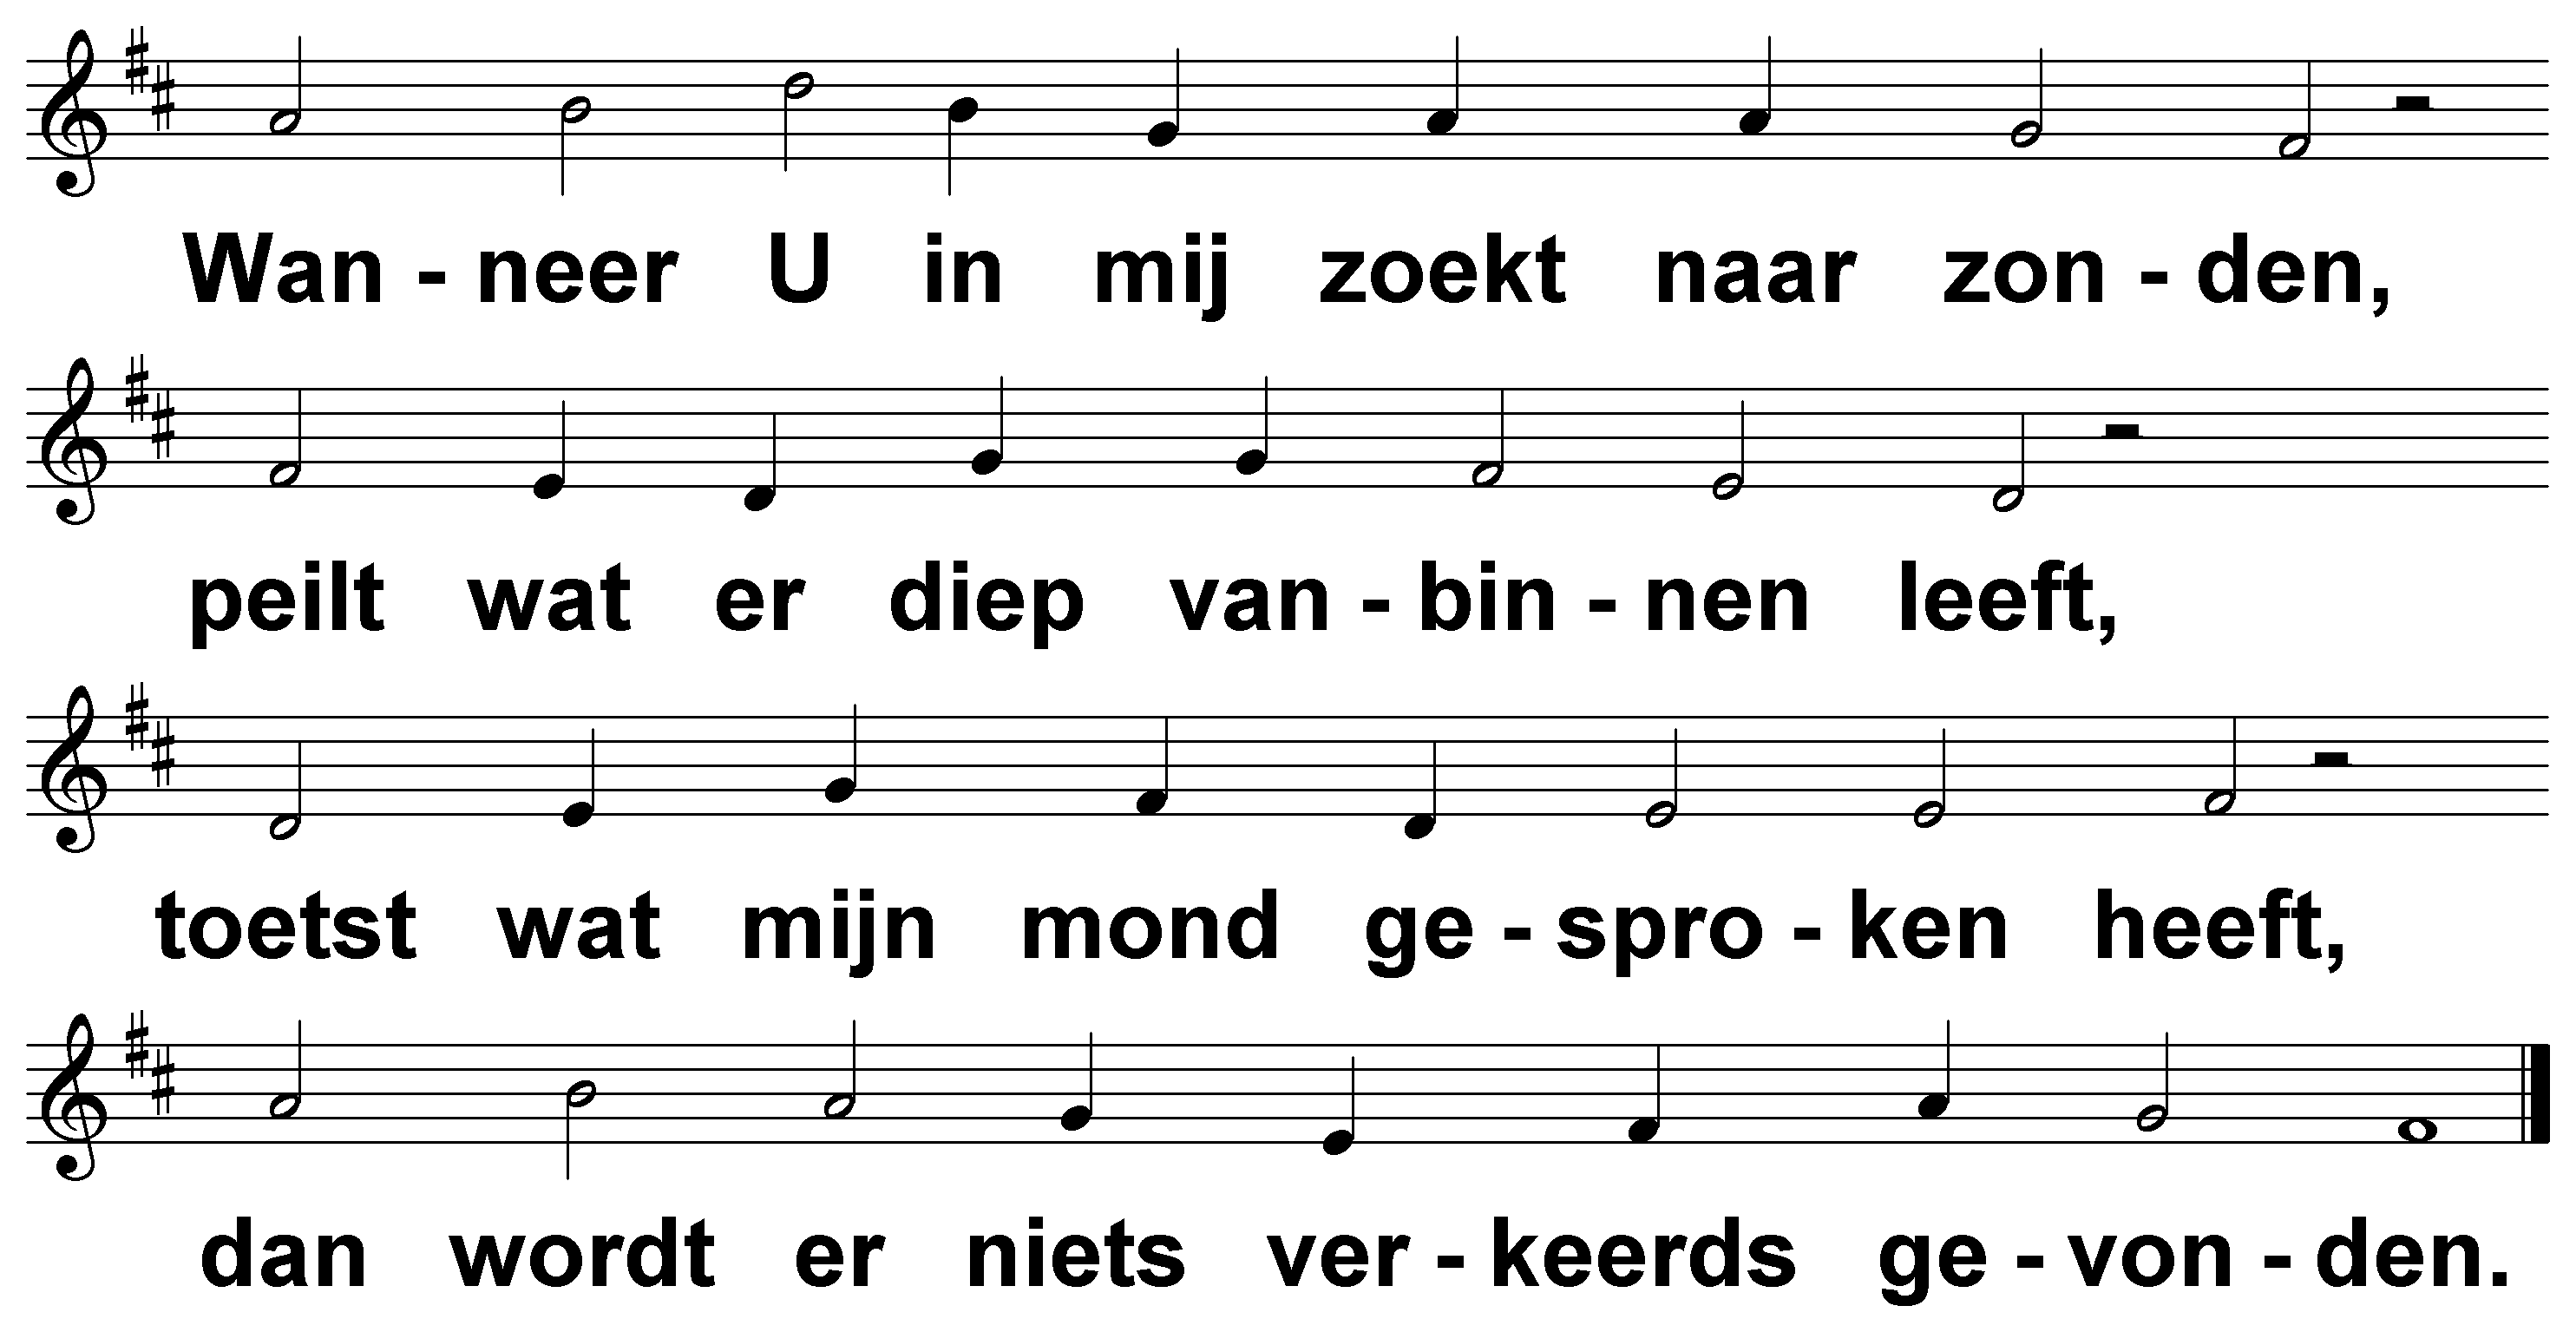 Wan - neer U in mij zoekt naar zon - den,
peilt wat er diep van - bin - nen leeft,
toetst wat mijn mond ge - spro - ken heeft,
dan wordt er niets ver - keerds ge - von - den.